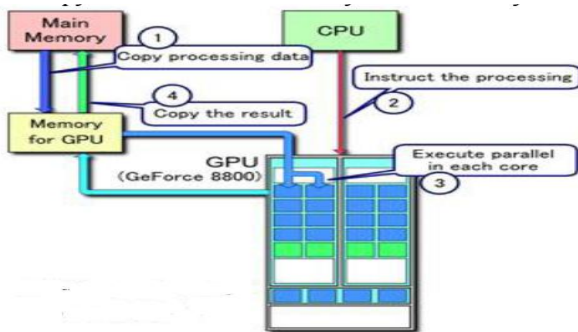 Main
Memory
1
Copy processing data
CPU
Instruct the processing
2
4
Copy the result
Memory
for GPU
GPU
(GeForce 8800)
Execute parallel
in each core
3